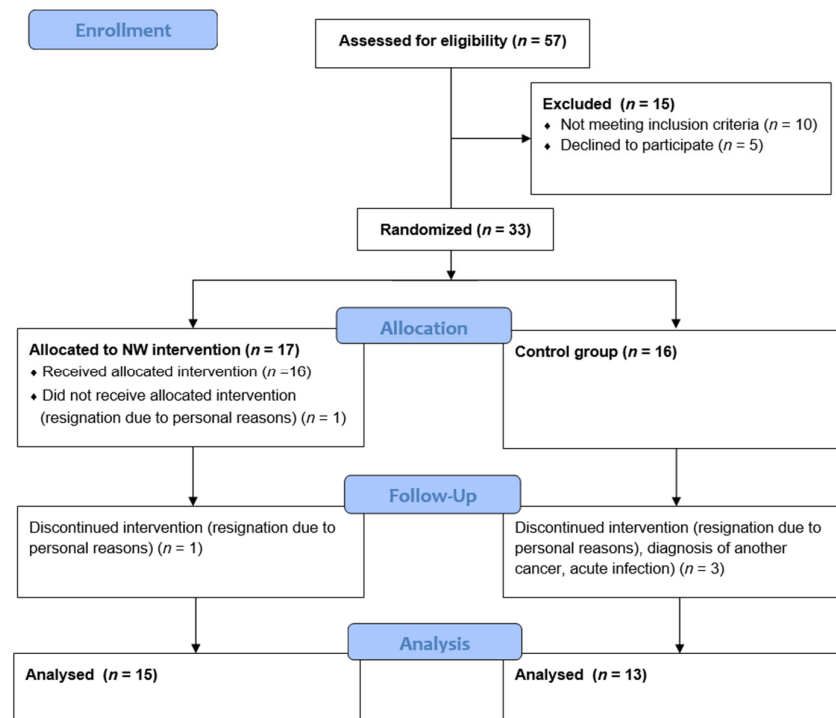 Enrollment
Assessed for eligibility (n = 57)
Excluded (n = 15)
♦ Not meeting inclusion criteria (n = 10)
♦ Declined to participate (n = 5)
Randomized (n = 33)
Allocation
Allocated to NW intervention (n = 17)
♦ Received allocated intervention (n =16)
♦ Did not receive allocated intervention
(resignation due to personal reasons) (n = 1)
Control group (n = 16)
Follow-Up
Discontinued intervention (resignation due to
personal reasons) (n = 1)
Discontinued intervention (resignation due to
personal reasons), diagnosis of another
cancer, acute infection) (n = 3)
Analysis
Analysed (n = 15)
Analysed (n = 13)